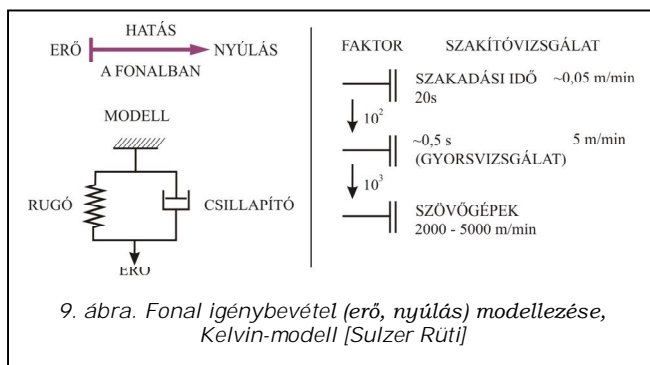 HATÁS
ERŐ NYÚLÁS
A FONALBAN
MODELL
RUGÓ CSILLAPÍTÓ
ERŐ
FAKTOR SZAKÍTÓVIZSGÁLAT
SZAKADÁSI IDŐ ~0,05 m/min
20s
10²
~0,5 s 5 m/min
(GYORSVIZSGÁLAT)
10³
SZÖVŐGÉPEK
2000 - 5000 m/min
9. ábra. Fonal igénybevétel (erő, nyúlás) modellezése,
Kelvin-modell [Sulzer Rüti]